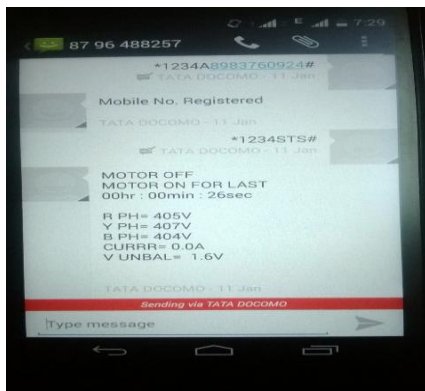 E
7:29
87 96 488257
*1234A8983760924#
TATA DOCOMO - 11 Jan
Mobile No. Registered
TATA DOCOMO - 11 Jan
*1234STS#
TATA DOCOMO - 11 Jan
MOTOR OFF
MOTOR ON FOR LAST
00hr : 00min : 26sec
R PH= 405V
Y PH= 407V
B PH= 404V
CURRR= 0.0A
V UNBAL= 1.6V
TATA DOCOMO - 11 Jan
Sending via TATA DOCOMO
Type message